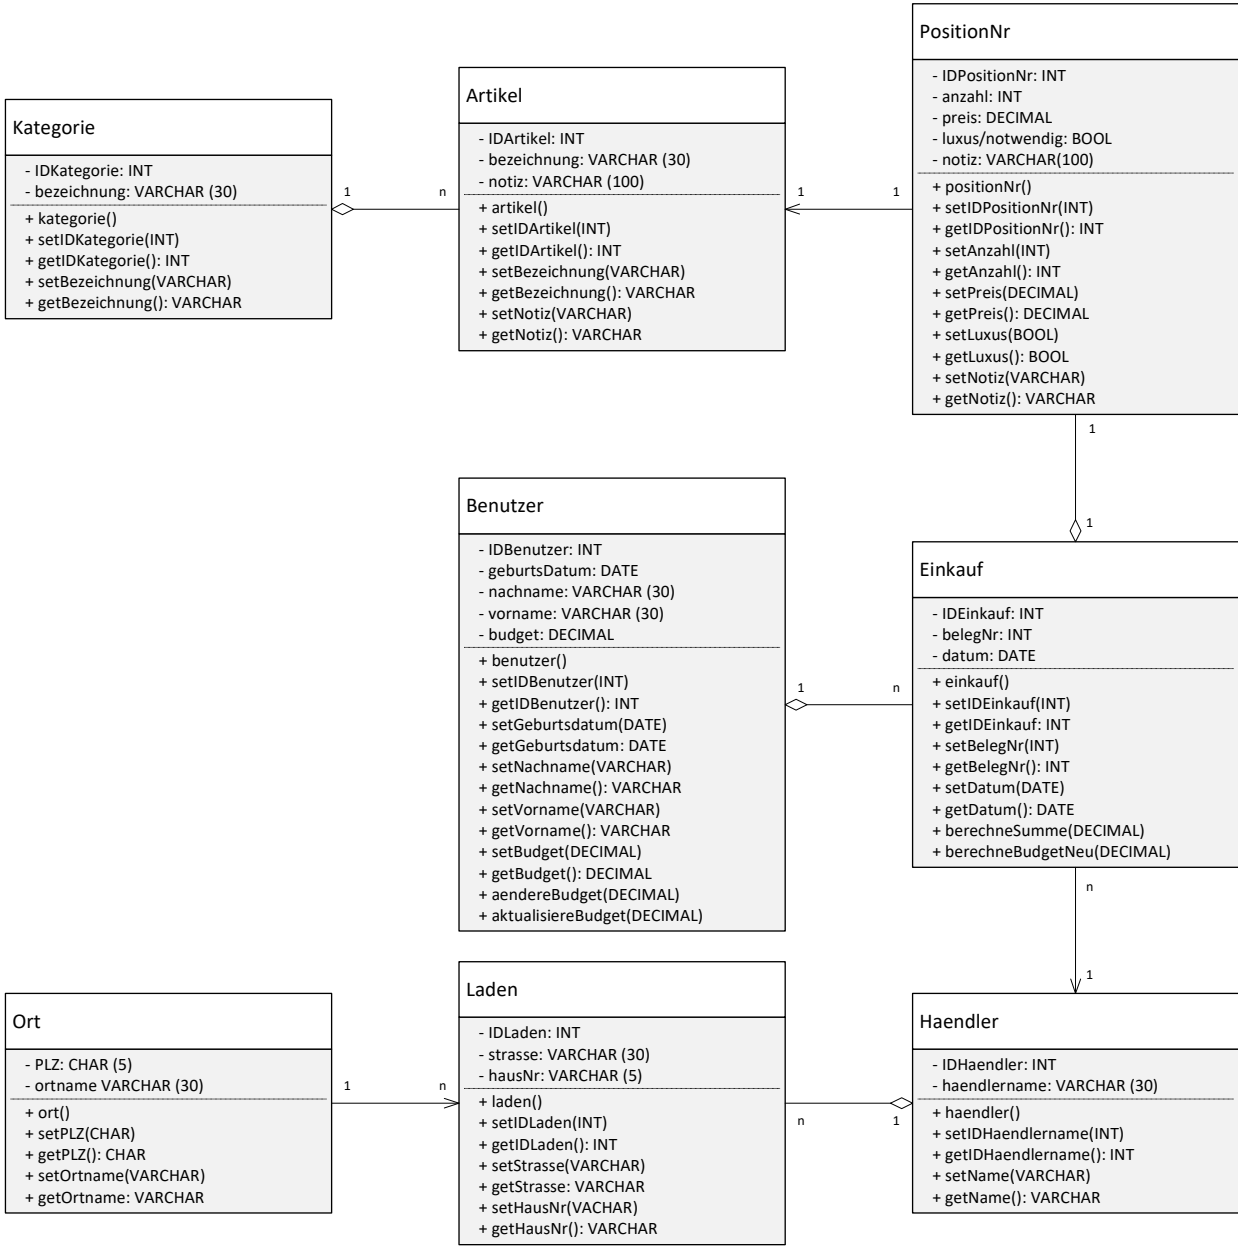 PositionNr
- IDPositionNr: INT
- anzahl: INT
- preis: DECIMAL
- luxus/notwendig: BOOL
- notiz: VARCHAR(100)
+ positionNr()
+ setIDPositionNr(INT)
+ getIDPositionNr(): INT
+ setAnzahl(INT)
+ getAnzahl(): INT
+ setPreis(DECIMAL)
+ getPreis(): DECIMAL
+ setLuxus(BOOL)
+ getLuxus(): BOOL
+ setNotiz(VARCHAR)
+ getNotiz(): VARCHAR
Artikel
- IDArtikel: INT
- bezeichnung: VARCHAR (30)
- notiz: VARCHAR (100)
+ artikel()
+ setIDArtikel(INT)
+ getIDArtikel(): INT
+ setBezeichnung(VARCHAR)
+ getBezeichnung(): VARCHAR
+ setNotiz(VARCHAR)
+ getNotiz(): VARCHAR
Kategorie
- IDKategorie: INT
- bezeichnung: VARCHAR (30)
+ kategorie()
+ setIDKategorie(INT)
+ getIDKategorie(): INT
+ setBezeichnung(VARCHAR)
+ getBezeichnung(): VARCHAR
1
n
1
1
1
1
Benutzer
- IDBenutzer: INT
- geburtsDatum: DATE
- nachname: VARCHAR (30)
- vorname: VARCHAR (30)
- budget: DECIMAL
+ benutzer()
+ setIDBenutzer(INT)
+ getIDBenutzer(): INT
+ setGeburtsdatum(DATE)
+ getGeburtsdatum: DATE
+ setNachname(VARCHAR)
+ getNachname(): VARCHAR
+ setVorname(VARCHAR)
+ getVorname(): VARCHAR
+ setBudget(DECIMAL)
+ getBudget(): DECIMAL
+ aendereBudget(DECIMAL)
+ aktualisiereBudget(DECIMAL)
1
n
Einkauf
- IDEinkauf: INT
- belegNr: INT
- datum: DATE
+ einkauf()
+ setIDEinkauf(INT)
+ getIDEinkauf: INT
+ setBelegNr(INT)
+ getBelegNr(): INT
+ setDatum(DATE)
+ getDatum(): DATE
+ berechneSumme(DECIMAL)
+ berechneBudgetNeu(DECIMAL)
n
1
Ort
- PLZ: CHAR (5)
- ortname VARCHAR (30)
+ ort()
+ setPLZ(CHAR)
+ getPLZ(): CHAR
+ setOrtname(VARCHAR)
+ getOrtname: VARCHAR
1
n
Laden
- IDLaden: INT
- strasse: VARCHAR (30)
- hausNr: VARCHAR (5)
+ laden()
+ setIDLaden(INT)
+ getIDLaden(): INT
+ setStrasse(VARCHAR)
+ getStrasse: VARCHAR
+ setHausNr(VACHAR)
+ getHausNr(): VARCHAR
n
1
Haendler
- IDHaendler: INT
- haendlername: VARCHAR (30)
+ haendler()
+ setIDHaendlername(INT)
+ getIDHaendlername(): INT
+ setName(VARCHAR)
+ getName(): VARCHAR